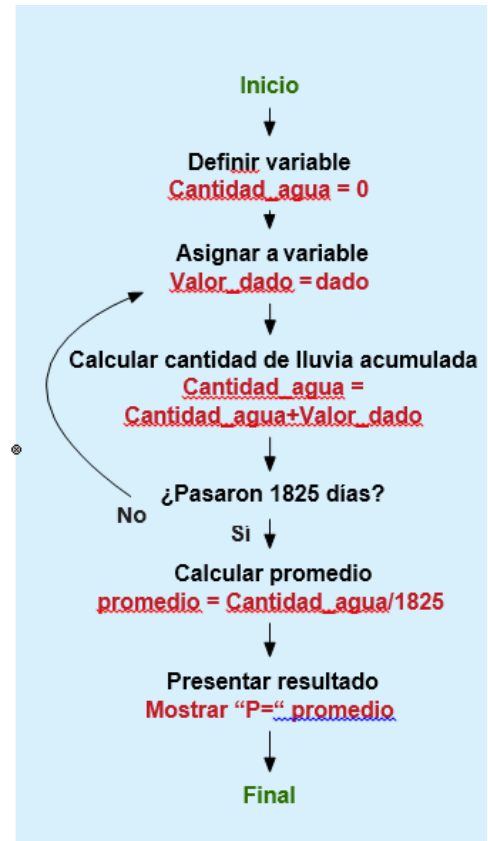 Inicio
Definir variable
Cantidad_agua = 0
Asignar a variable
Valor_dado = dado
Calcular cantidad de lluvia acumulada
Cantidad_agua =
Cantidad_agua+Valor_dado
¿Pasaron 1825 días?
No
Sì
Calcular promedio
promedio = Cantidad_agua/1825
Presentar resultado
Mostrar “P=“ promedio
Final